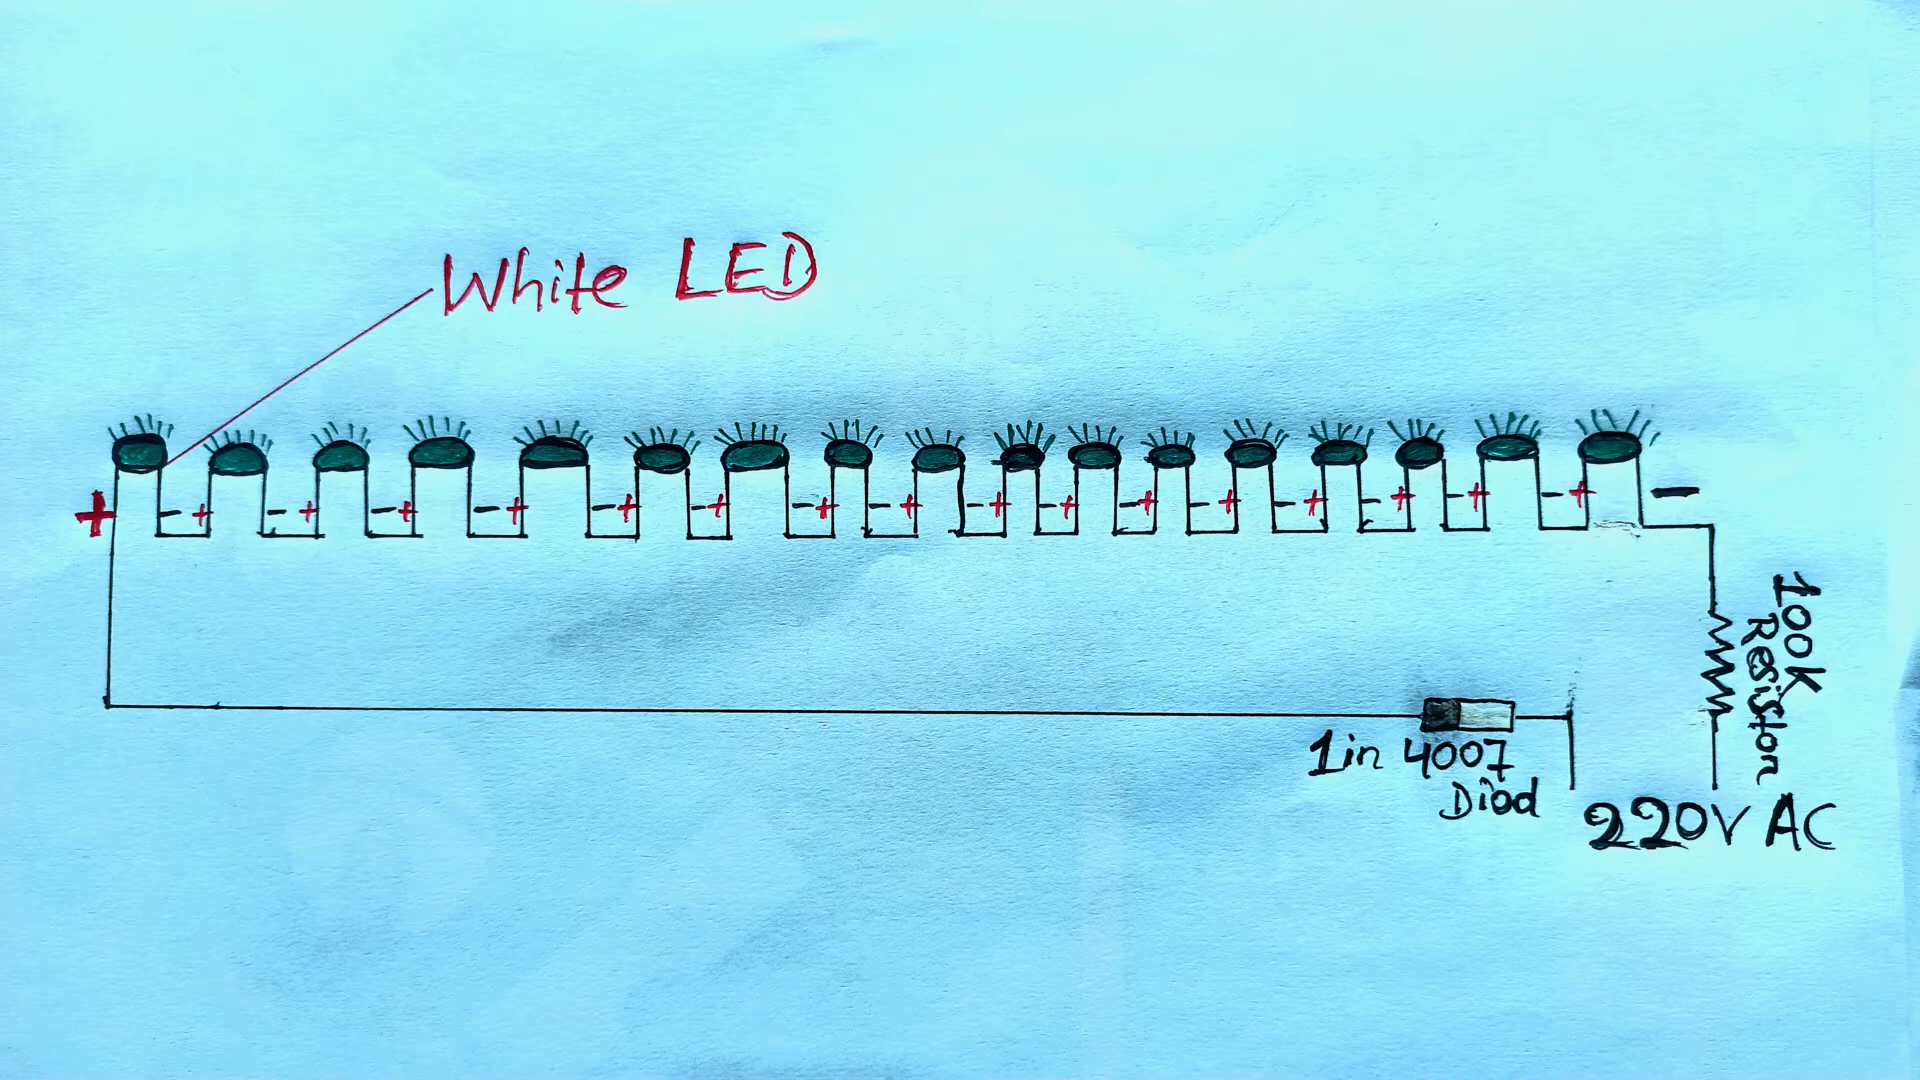 White LED
+ - + - + - + - + - + - + - + - + - + - + - + - + - + - + - + - + -
100K
Resistor
1in 4007
Diod
220V AC